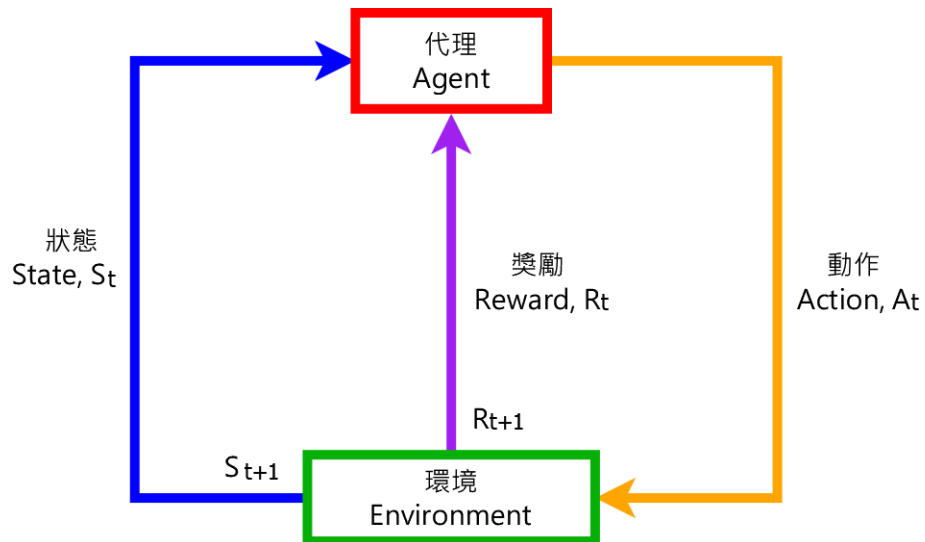 代理
Agent
狀態
State, St
獎勵
Reward, Rt
動作
Action, At
Rt+1
St+1
環境
Environment